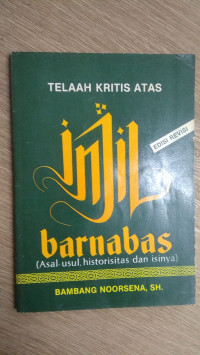 TELAAH KRITIS ATAS
injil
EDISI REVISI
barnabas
(Asal-usul, historisitas dan isinya)
BAMBANG NOORSENA, SH.